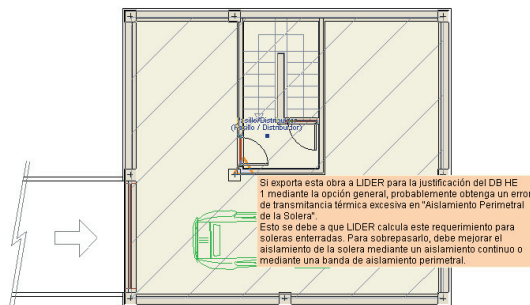 (Pasillo / Distribuidor)
Si exporta esta obra a LIDER para la justificación del DB HE
1 mediante la opción general, probablemente obtenga un error
de transmitancia térmica excesiva en "Aislamiento Perimetral
de la Solera".
Esto se debe a que LIDER calcula este requerimiento para
soleras enterradas. Para sobrepasarlo, debe mejorar el
aislamiento de la solera mediante un aislamiento continuo o
mediante una banda de aislamiento perimetral.